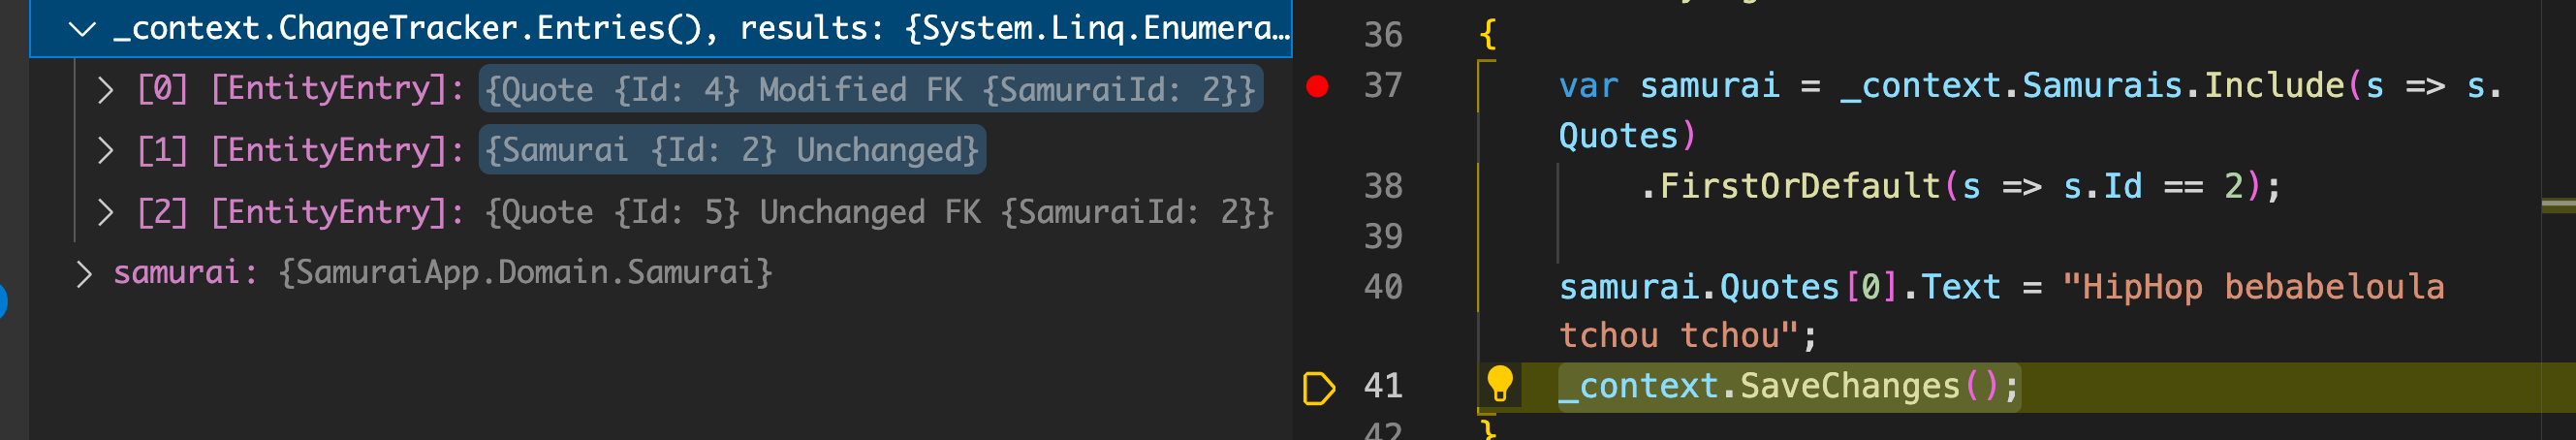 _context.ChangeTracker.Entries(), results: {System.Linq.Enumera…
[0] [EntityEntry]: {Quote {Id: 4} Modified FK {SamuraiId: 2}}
[1] [EntityEntry]: {Samurai {Id: 2} Unchanged}
[2] [EntityEntry]: {Quote {Id: 5} Unchanged FK {SamuraiId: 2}}
samurai: {SamuraiApp.Domain.Samurai}
36 {
37 var samurai = _context.Samurais.Include(s => s.
Quotes)
38 .FirstOrDefault(s => s.Id == 2);
39
40 samurai.Quotes[0].Text = "HipHop bebabeloula
tchou tchou";
41 _context.SaveChanges();
42 }